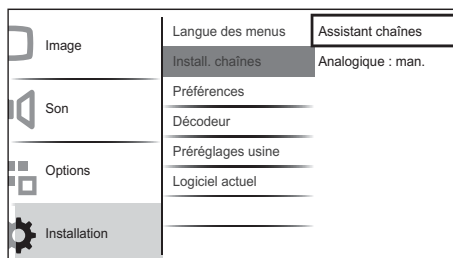 Image
Son
Options
Installation
Langue des menus
Install. chaînes
Préférences
Décodeur
Préréglages usine
Logiciel actuel
Assistant chaînes
Analogique : man.